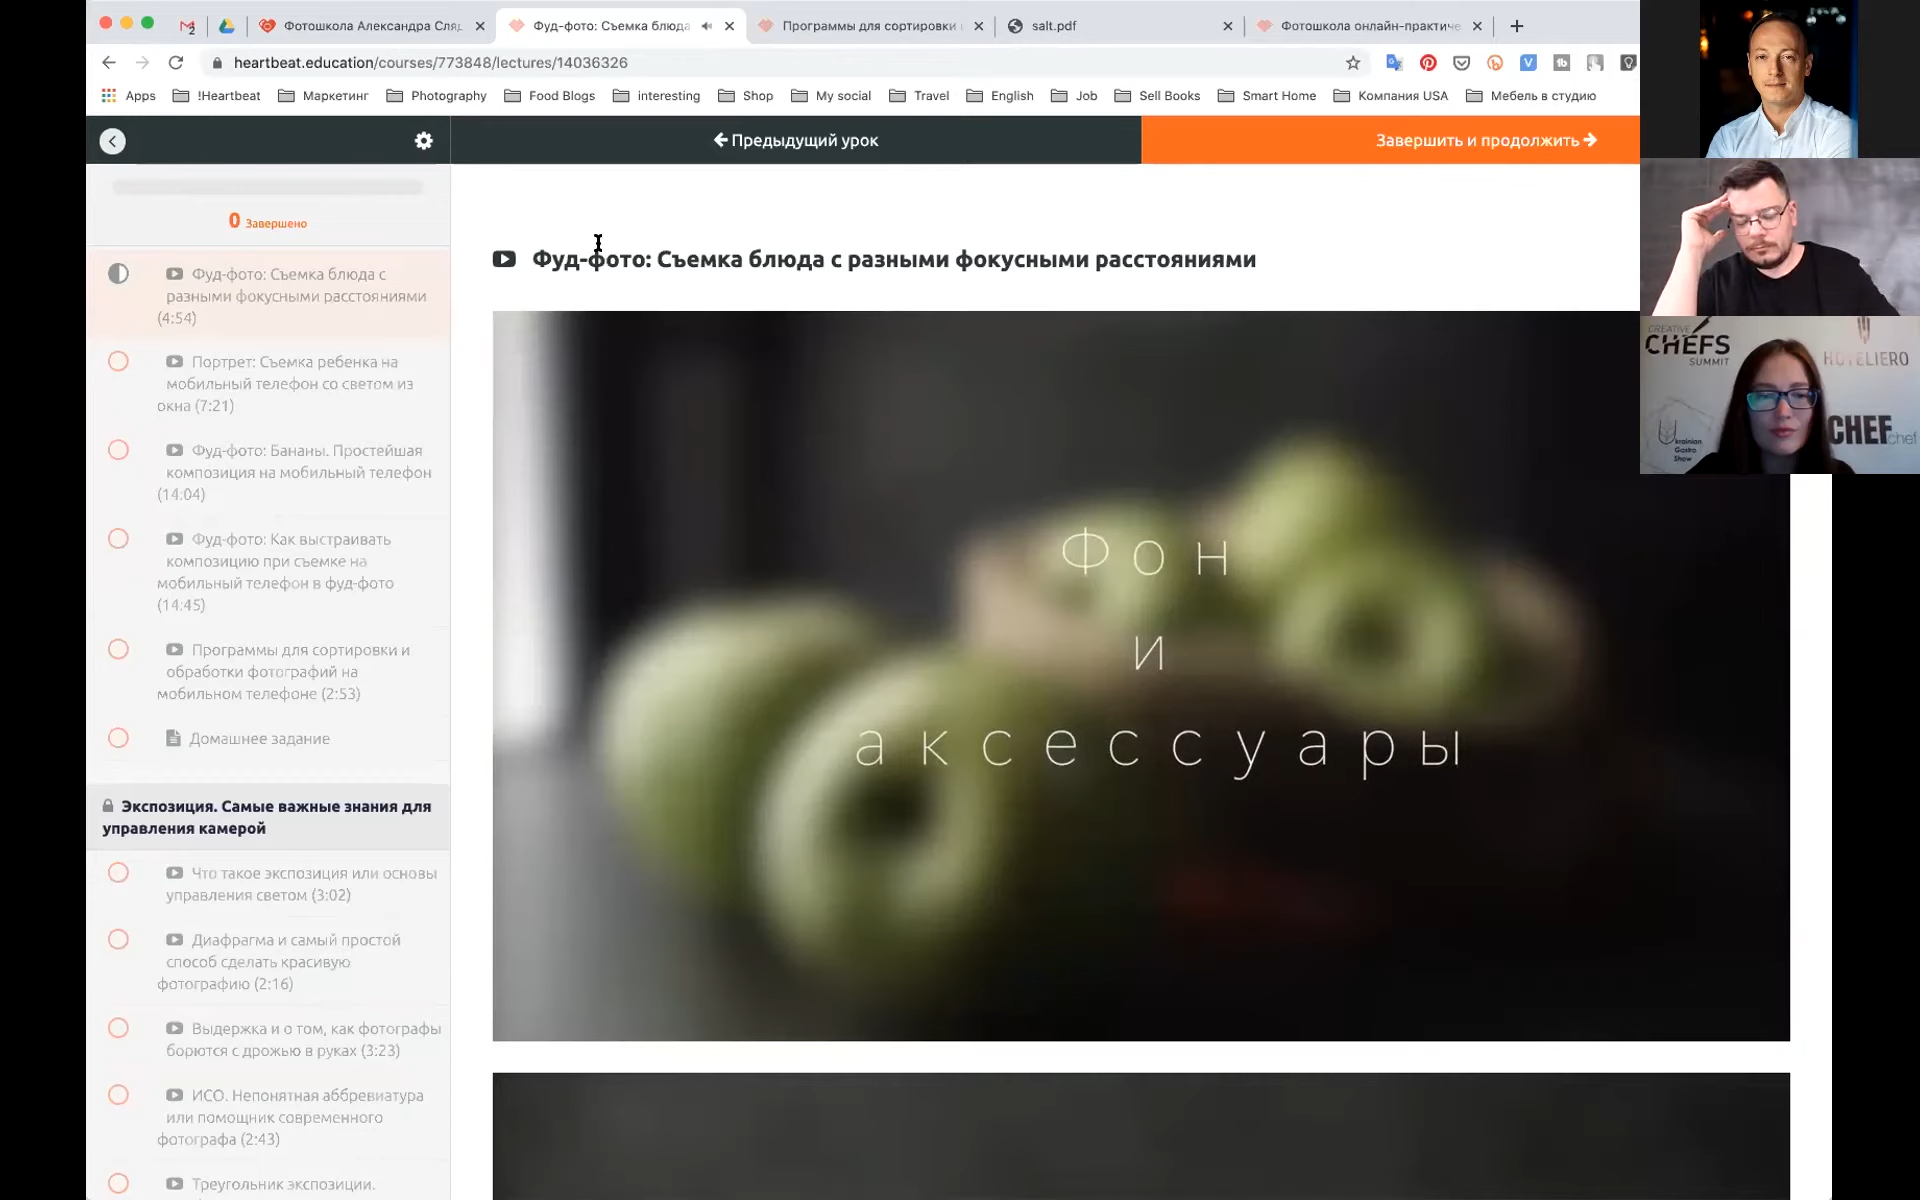 Фотошкола Александра Сляд
Фуд-фото: Съемка блюда
Программы для сортировки
salt.pdf
Фотошкола онлайн-практиче
heartbeat.education/courses/773848/lectures/14036326
Apps
!Heartbeat
Маркетинг
Photography
Food Blogs
interesting
Shop
My social
Travel
English
Job
Sell Books
Smart Home
Компания USA
Мебель в студию
Предыдущий урок
Завершить и продолжить
0 Завершено
Фуд-фото: Съемка блюда с
разными фокусными расстояниями
(4:54)
Портрет: Съемка ребенка на
мобильный телефон со светом из
окна (7:21)
Фуд-фото: Бананы. Простейшая
композиция на мобильный телефон
(14:04)
Фуд-фото: Как выстраивать
композицию при съемке на
мобильный телефон в фуд-фото
(14:45)
Программы для сортировки и
обработки фотографий на
мобильном телефоне (2:53)
Домашнее задание
Экспозиция. Самые важные знания для
управления камерой
Что такое экспозиция или основы
управления светом (3:02)
Диафрагма и самый простой
способ сделать красивую
фотографию (2:16)
Выдержка и о том, как фотографы
борются с дрожью в руках (3:23)
ИСО. Непонятная аббревиатура
или помощник современного
фотографа (2:43)
Треугольник экспозиции.
Фуд-фото: Съемка блюда с разными фокусными расстояниями
Фон
и
аксессуары
CREATIVE
CHEFS
SUMMIT
HOTELIERO
Ukrainian
Gastro
Show
CHEF
chef